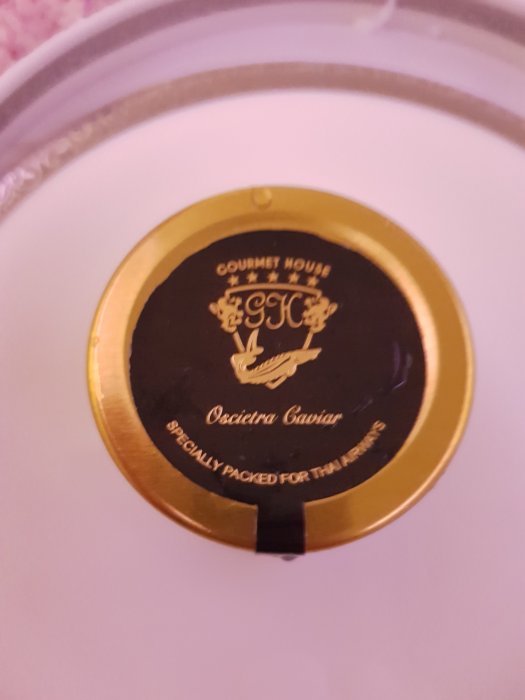 GOURMET HOUSE
GH
Oscietra Caviar
SPECIALLY PACKED FOR THAI AIRWAYS